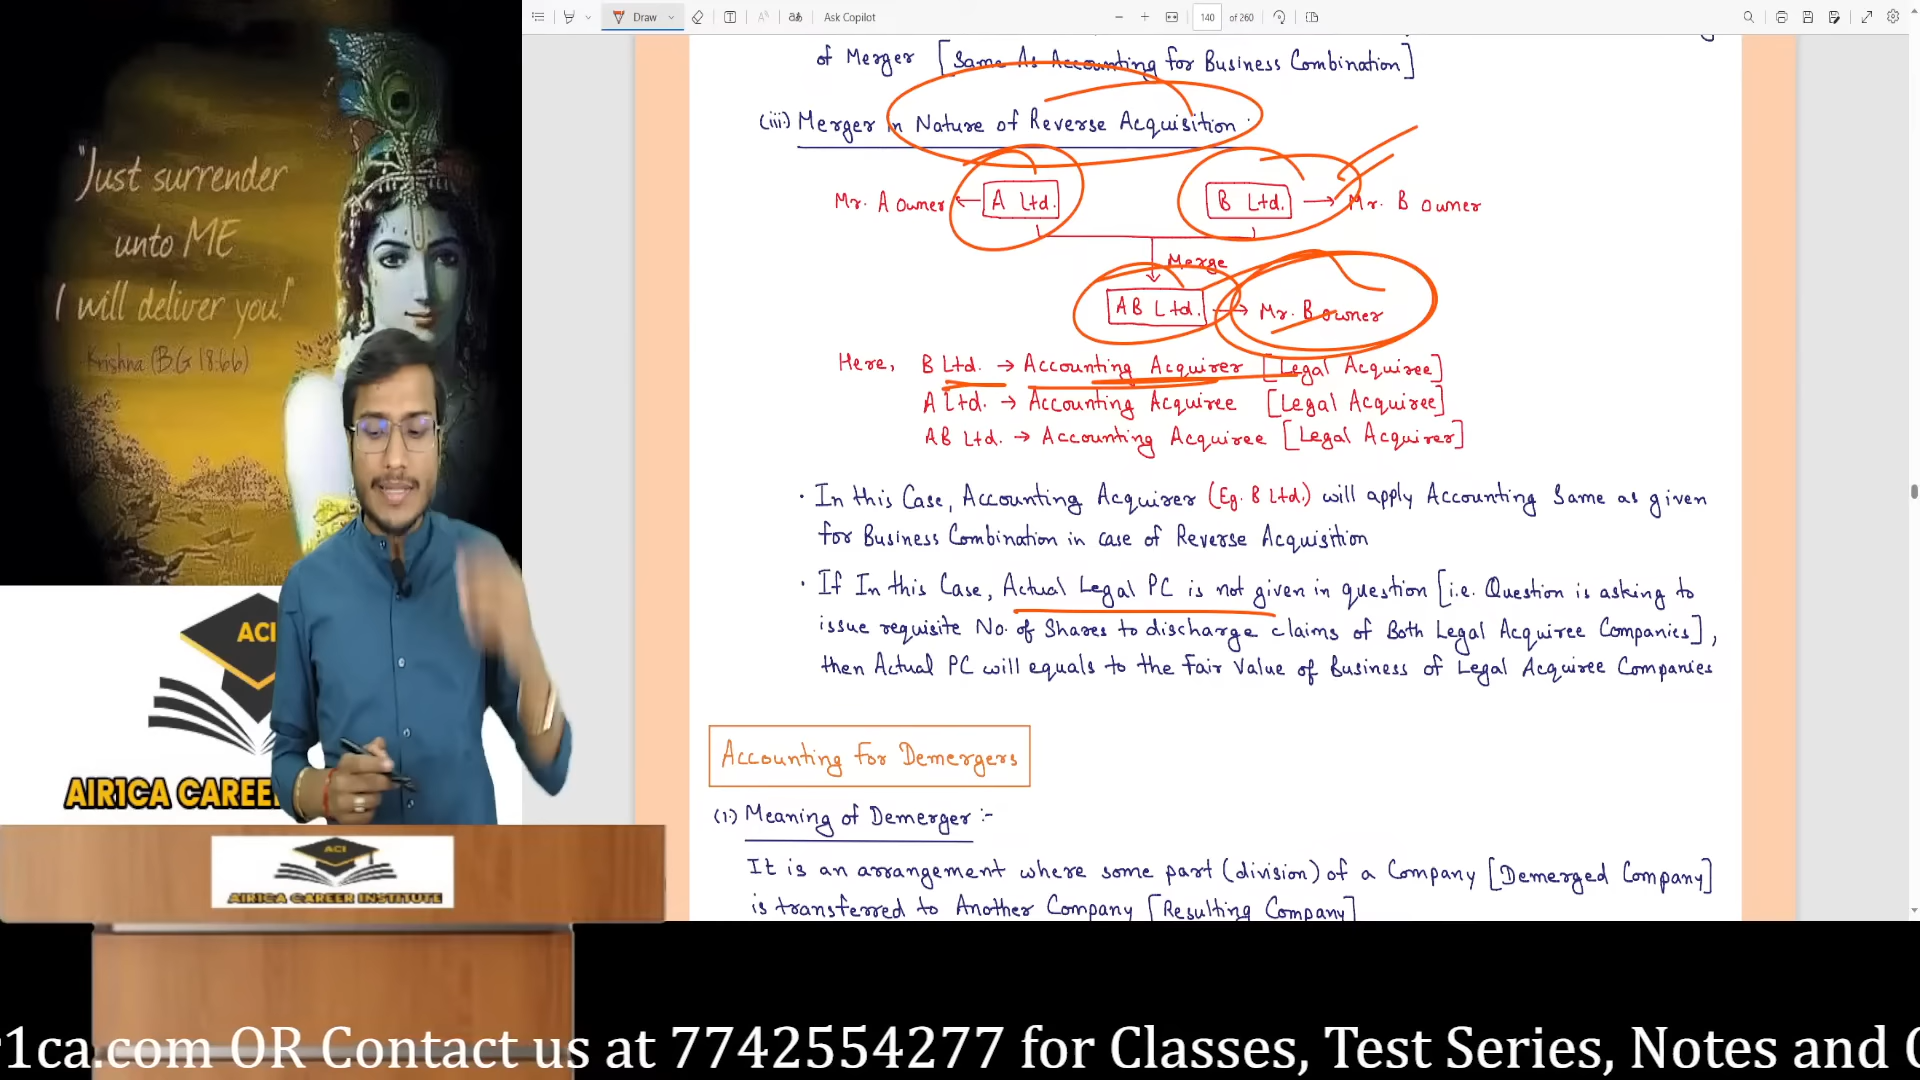 Draw
Ask Copilot
140 of 260
of Merger [Same As Accounting for Business Combination]
(iii) Merger in Nature of Reverse Acquisition
Mr. A owner ← A Ltd. B Ltd. → Mr. B owner
Merge
AB Ltd. → Mr. B owner
Here, B Ltd. → Accounting Acquirer [Legal Acquiree]
A Ltd. → Accounting Acquiree [Legal Acquiree]
AB Ltd. → Accounting Acquiree [Legal Acquirer]
· In this Case, Accounting Acquirer (Eg. B Ltd.) will apply Accounting Same as given
for Business Combination in case of Reverse Acquisition
· If In this Case, Actual Legal PC is not given in question [i.e. Question is asking to
issue requisite No. of Shares to discharge claims of Both Legal Acquiree Companies],
then Actual PC will equals to the Fair Value of Business of Legal Acquiree Companies
Accounting For Demergers
(1.) Meaning of Demerger :-
It is an arrangement where some part (division) of a Company [Demerged Company]
is transferred to Another Company [Resulting Company]
"Just surrender
unto ME
I will deliver you!"
- Krishna (B.G 18:66)
ACI
AIR1CA CAREE
ACI
AIR1CA CAREER INSTITUTE
r1ca.com OR Contact us at 7742554277 for Classes, Test Series, Notes and